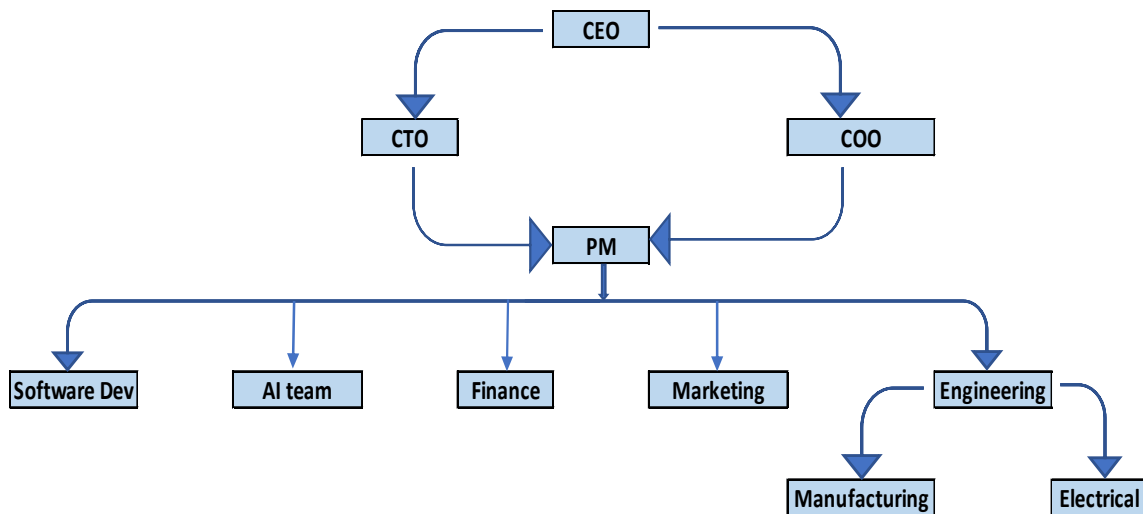 CEO
CTO
COO
PM
Software Dev
AI team
Finance
Marketing
Engineering
Manufacturing
Electrical